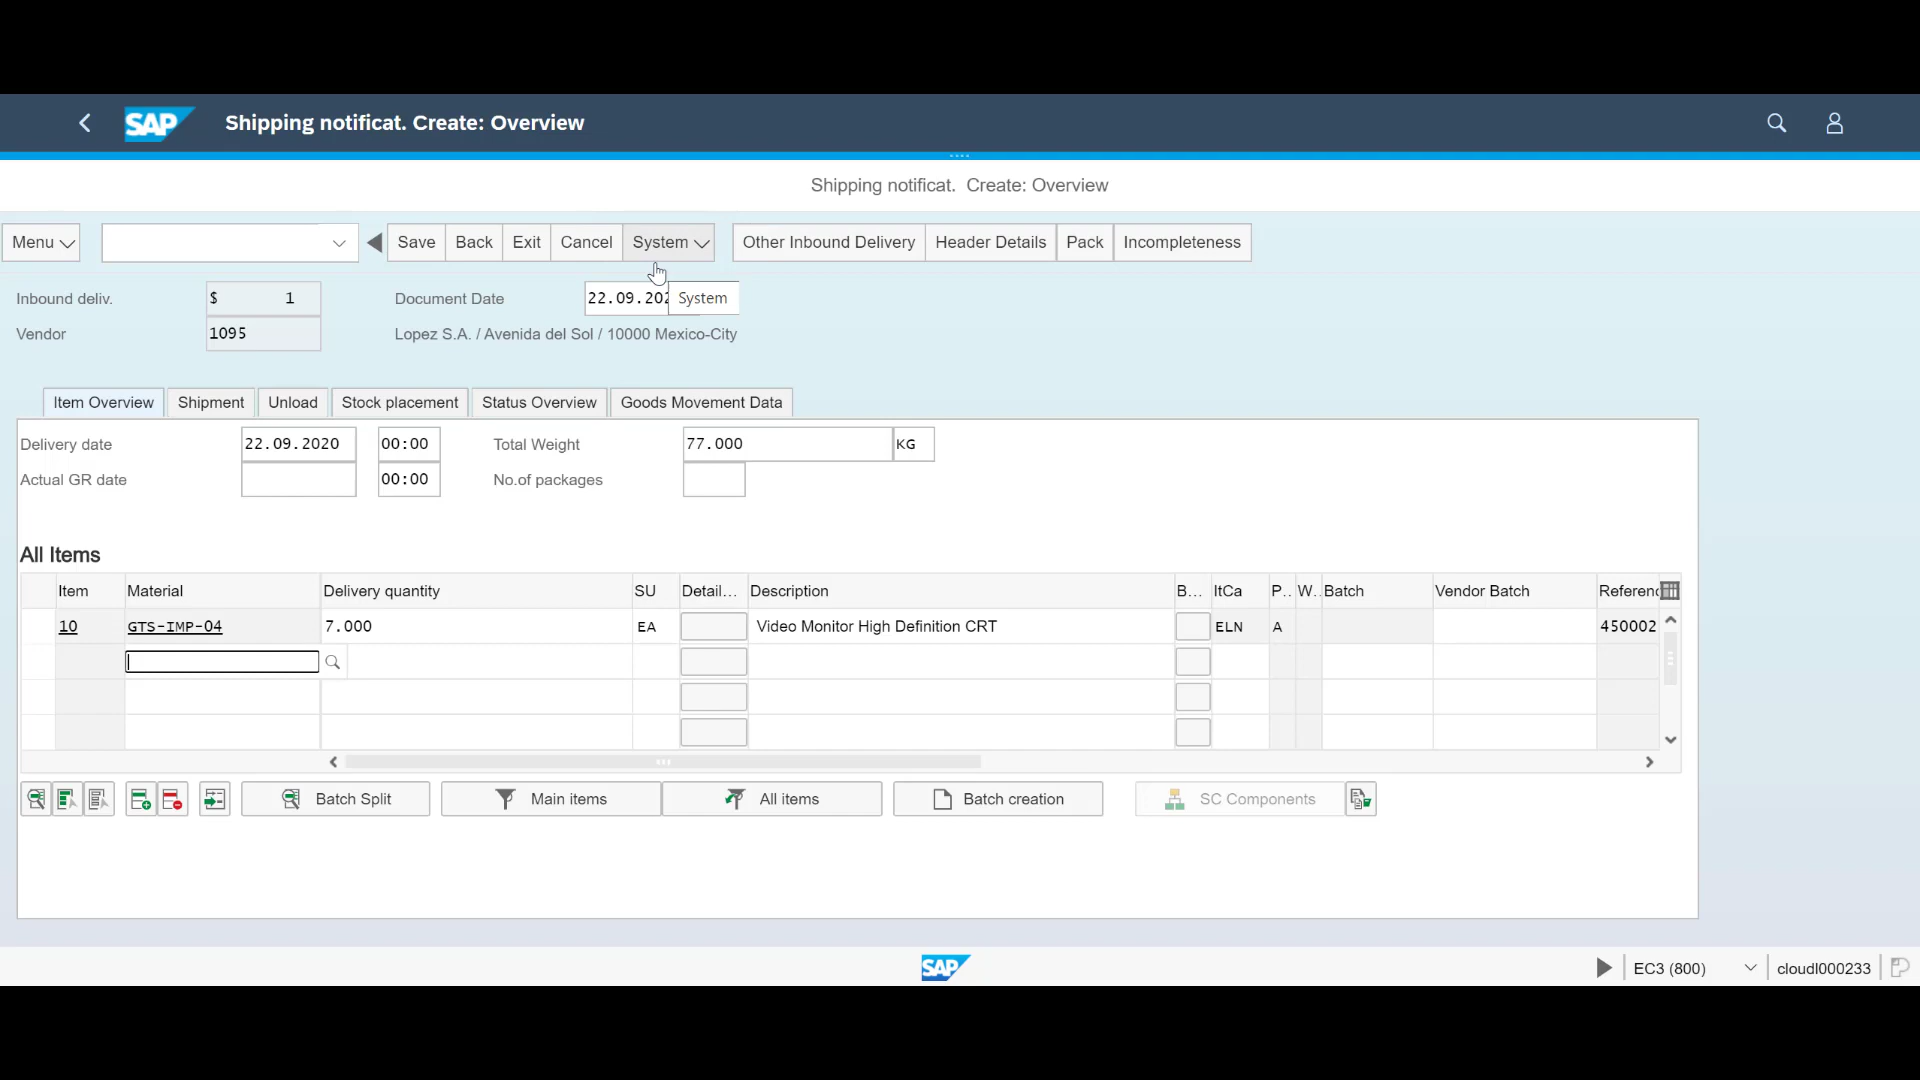 SAP Shipping notificat. Create: Overview
Shipping notificat. Create: Overview
Menu Save Back Exit Cancel System Other Inbound Delivery Header Details Pack Incompleteness
Inbound deliv. $ 1 Document Date 22.09.202 System
Vendor 1095 Lopez S.A. / Avenida del Sol / 10000 Mexico-City
Item Overview Shipment Unload Stock placement Status Overview Goods Movement Data
Delivery date 22.09.2020 00:00 Total Weight 77.000 KG
Actual GR date 00:00 No.of packages
All Items
Item Material Delivery quantity SU Detail... Description B... ItCa P.. W.. Batch Vendor Batch Referenc
10 GTS-IMP-04 7.000 EA Video Monitor High Definition CRT ELN A 450002
Batch Split Main items All items Batch creation SC Components
SAP EC3 (800) cloudl000233